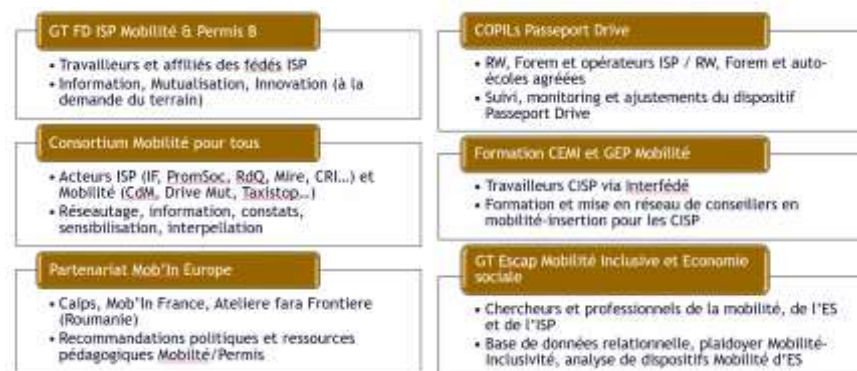 GT FD ISP Mobilité & Permis B
• Travailleurs et affiliés des fédés ISP
• Information, Mutualisation, Innovation (à la
demande du terrain)
Consortium Mobilité pour tous
• Acteurs ISP (IF, PromSoc, RdQ, Mire, CRI...) et
Mobilité (CdM, Drive Mut, Taxistop...)
• Réseautage, information, constats,
sensibilisation, interpellation
Partenariat Mob'In Europe
• Caips, Mob'In France, Ateliere fara Frontiere
(Roumanie)
• Recommandations politiques et ressources
pédagogiques Mobilté/Permis
COPILs Passeport Drive
• RW, Forem et opérateurs ISP / RW, Forem et auto-
écoles agréées
• Suivi, monitoring et ajustements du dispositif
Passeport Drive
Formation CEMI et GEP Mobilité
• Travailleurs CISP via Interfédé
• Formation et mise en réseau de conseillers en
mobilité-insertion pour les CISP
GT Escap Mobilité Inclusive et Economie
sociale
• Chercheurs et professionnels de la mobilité, de l'ES
et de l'ISP
• Base de données relationnelle, plaidoyer Mobilité-
Inclusivité, analyse de dispositifs Mobilité d'ES